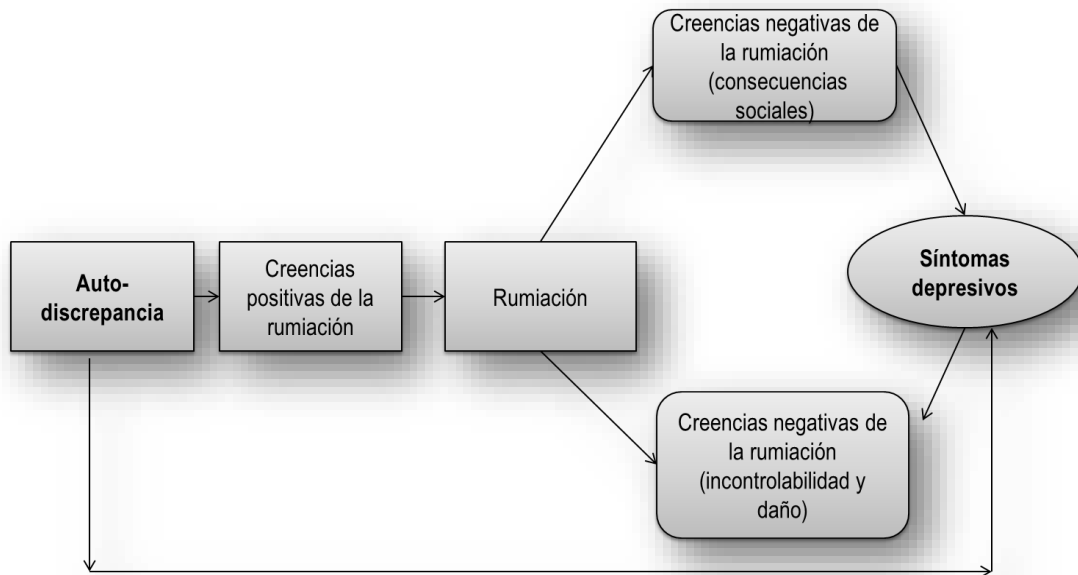 Creencias negativas de
la rumiación
(consecuencias
sociales)
Auto-
discrepancia
Creencias
positivas de la
rumiación
Rumiación
Síntomas
depresivos
Creencias negativas de
la rumiación
(incontrolabilidad y
daño)